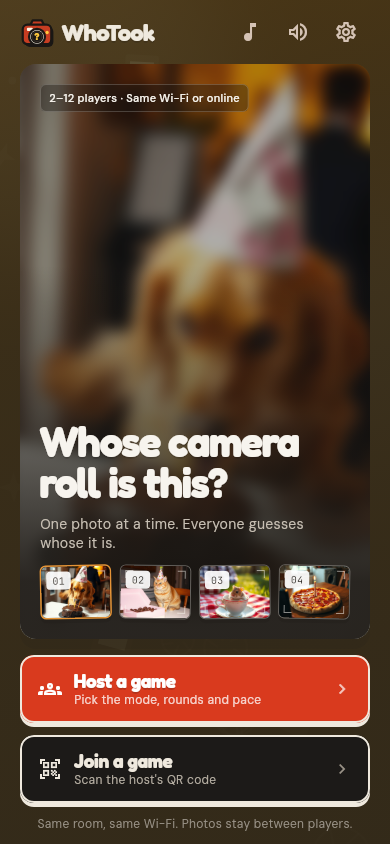 WhoTook
2–12 players · Same Wi-Fi or online
Whose camera
roll is this?
One photo at a time. Everyone guesses
whose it is.
01
02
03
04
Host a game
Pick the mode, rounds and pace
Join a game
Scan the host's QR code
Same room, same Wi-Fi. Photos stay between players.